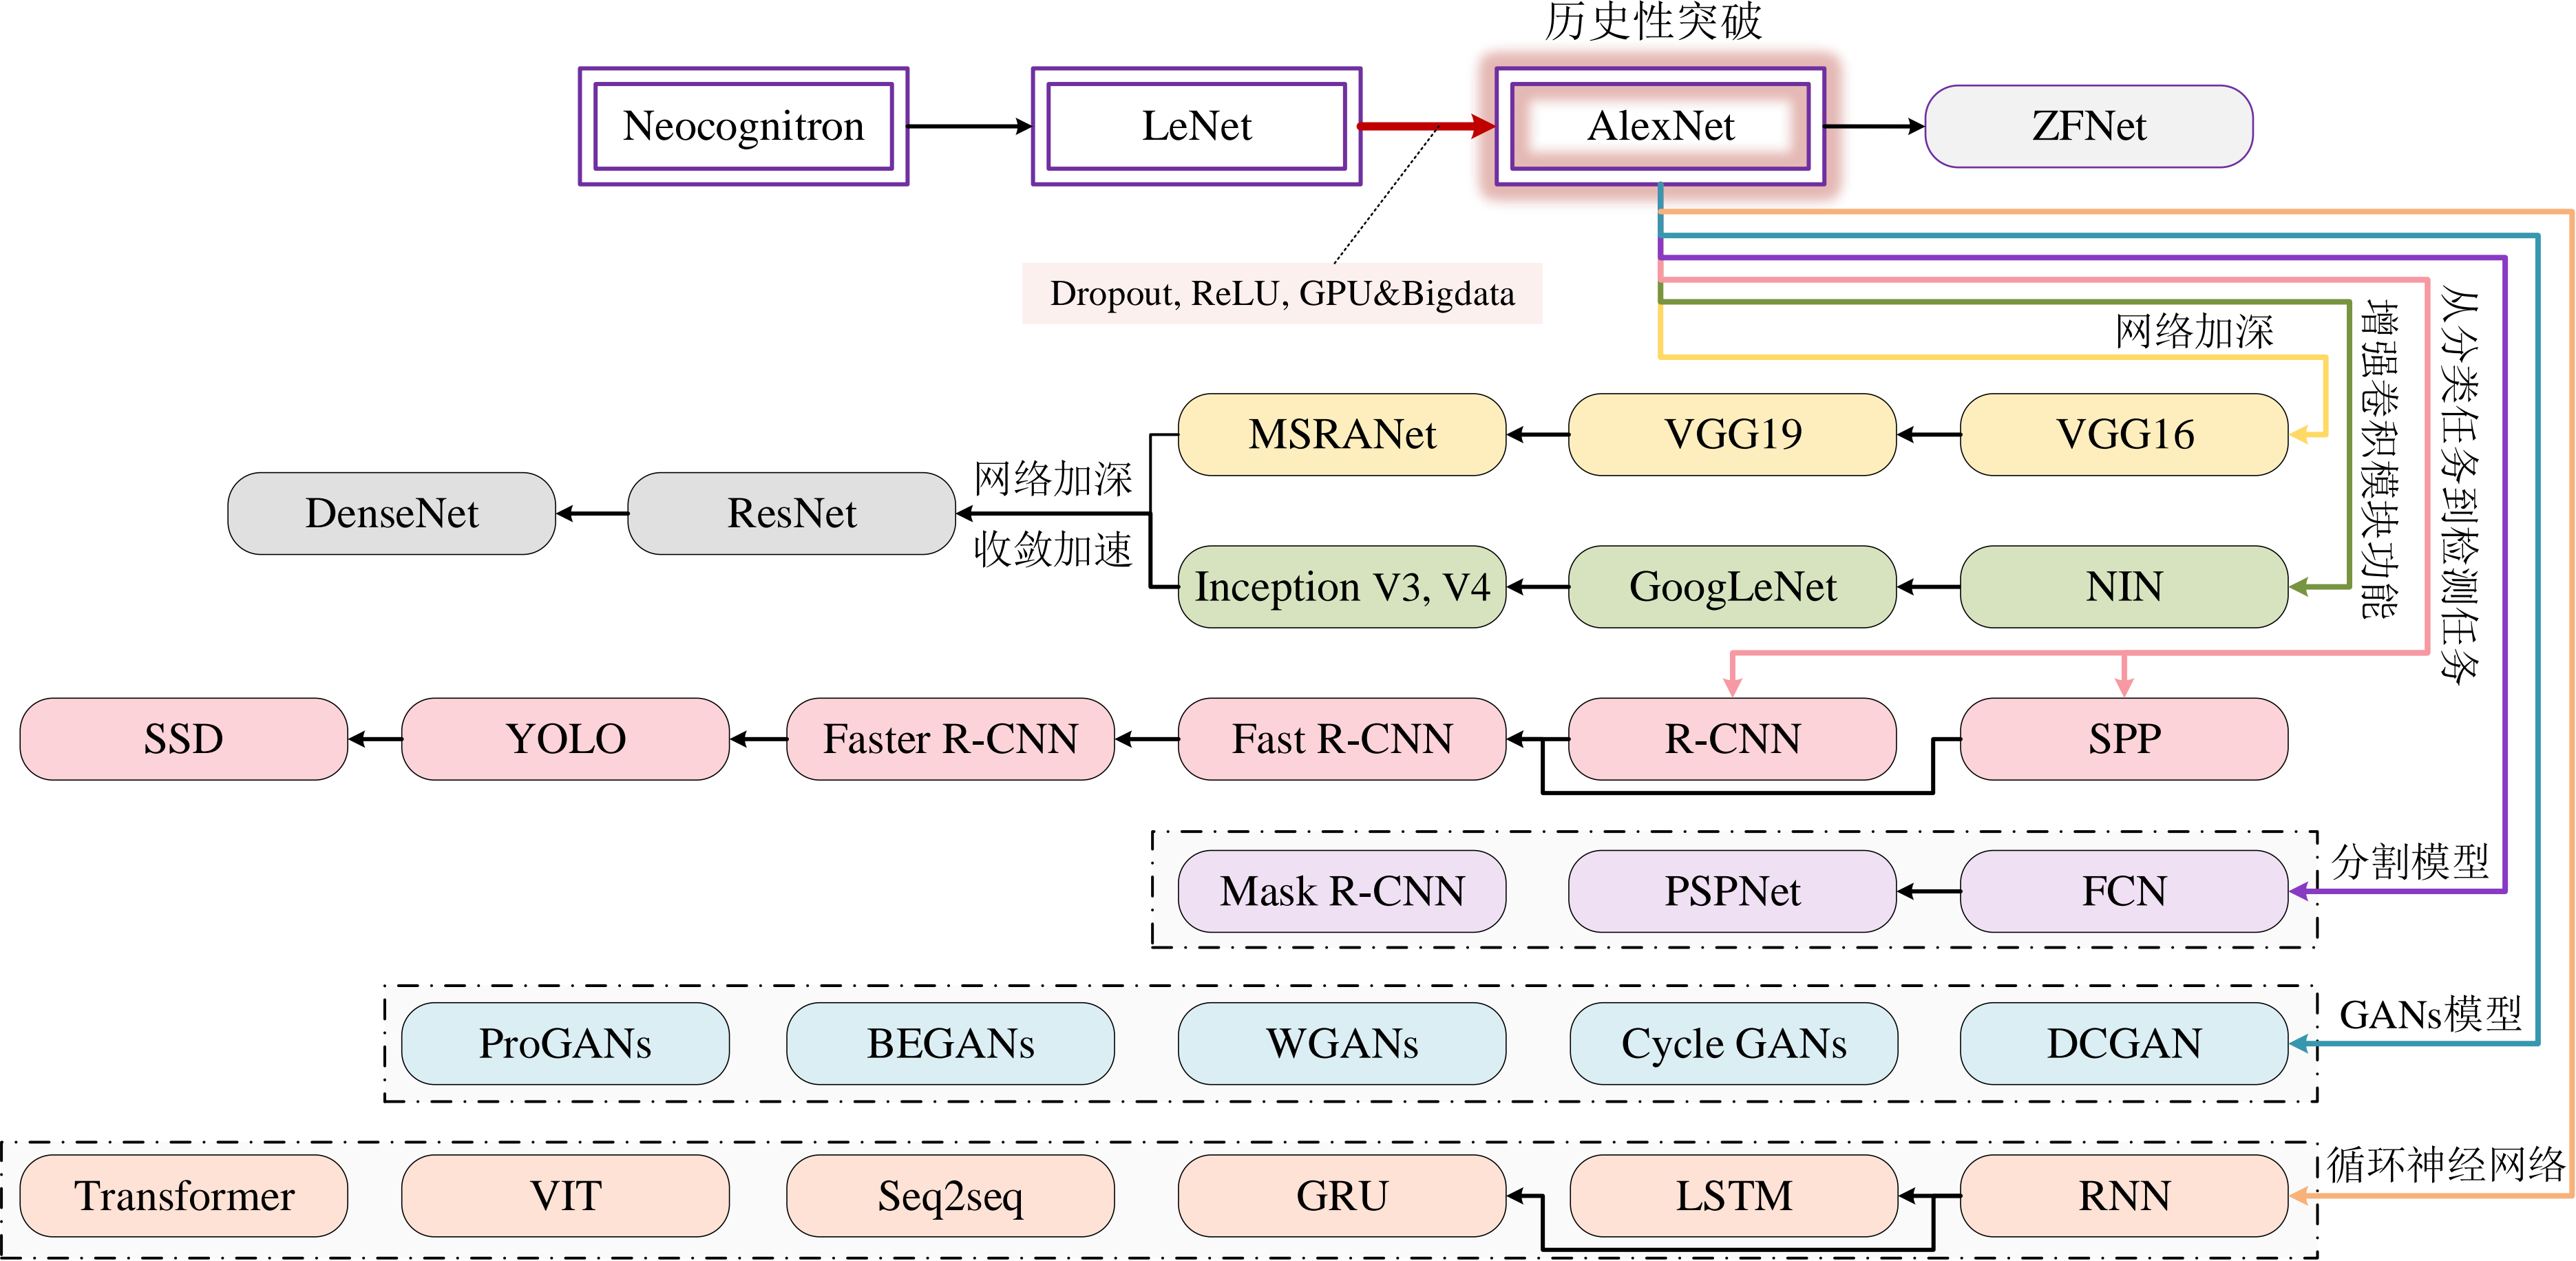 历史性突破
Neocognitron
LeNet
AlexNet
ZFNet
Dropout, ReLU, GPU&Bigdata
网络加深
增强卷积模块功能
从分类任务到检测任务
MSRANet
VGG19
VGG16
网络加深
收敛加速
DenseNet
ResNet
Inception V3, V4
GoogLeNet
NIN
SSD
YOLO
Faster R-CNN
Fast R-CNN
R-CNN
SPP
Mask R-CNN
PSPNet
FCN
分割模型
ProGANs
BEGANs
WGANs
Cycle GANs
DCGAN
GANs模型
Transformer
VIT
Seq2seq
GRU
LSTM
RNN
循环神经网络